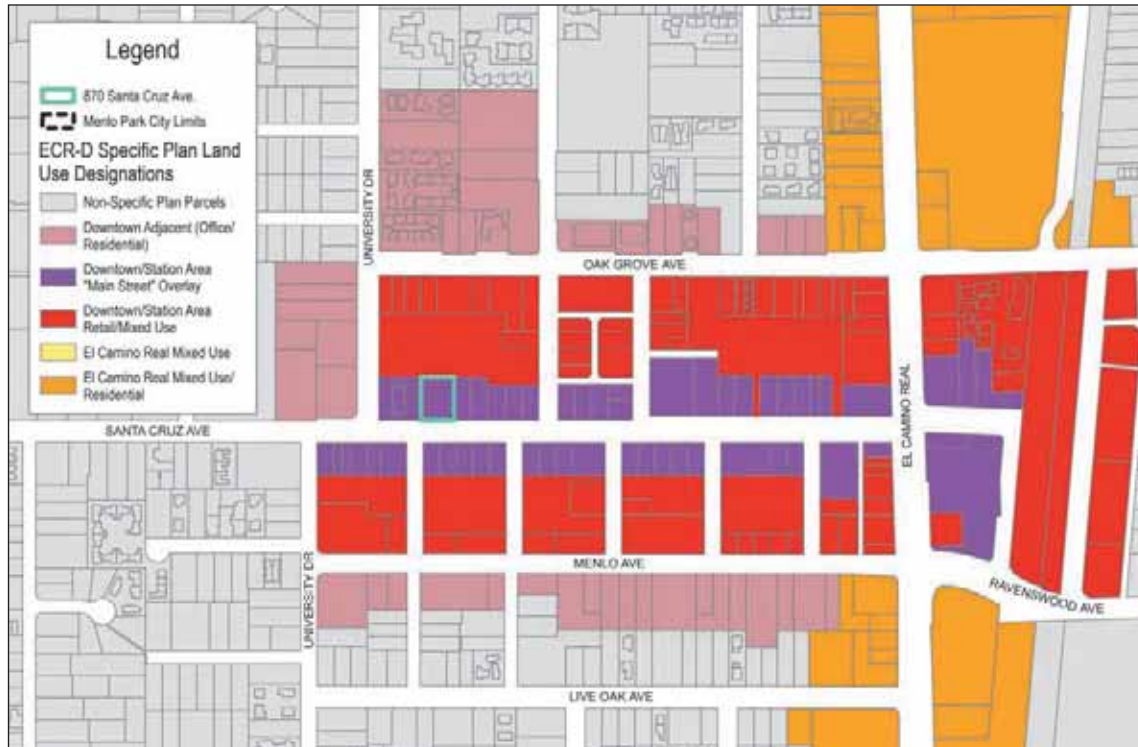 Legend
870 Santa Cruz Ave.
Menlo Park City Limits
ECR-D Specific Plan Land
Use Designations
Non-Specific Plan Parcels
Downtown Adjacent (Office/
Residential)
Downtown/Station Area
"Main Street" Overlay
Downtown/Station Area
Retail/Mixed Use
El Camino Real Mixed Use
El Camino Real Mixed Use/
Residential
UNIVERSITY DR
OAK GROVE AVE
SANTA CRUZ AVE
EL CAMINO REAL
MENLO AVE
UNIVERSITY DR
RAVENSWOOD AVE
LIVE OAK AVE